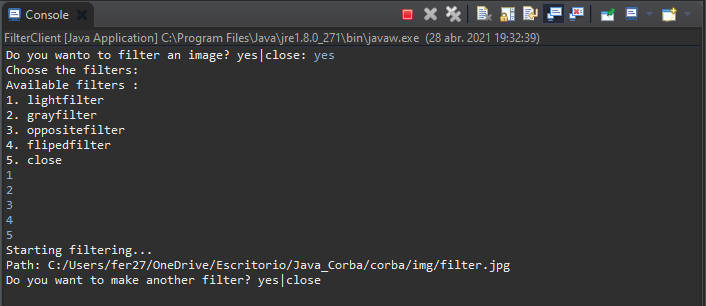 Console
FilterClient [Java Application] C:\Program Files\Java\jre1.8.0_271\bin\javaw.exe (28 abr. 2021 19:32:39)
Do you wanto to filter an image? yes|close: yes
Choose the filters:
Available filters :
1. lightfilter
2. grayfilter
3. oppositefilter
4. flipedfilter
5. close
1
2
3
4
5
Starting filtering...
Path: C:/Users/fer27/OneDrive/Escritorio/Java_Corba/corba/img/filter.jpg
Do you want to make another filter? yes|close